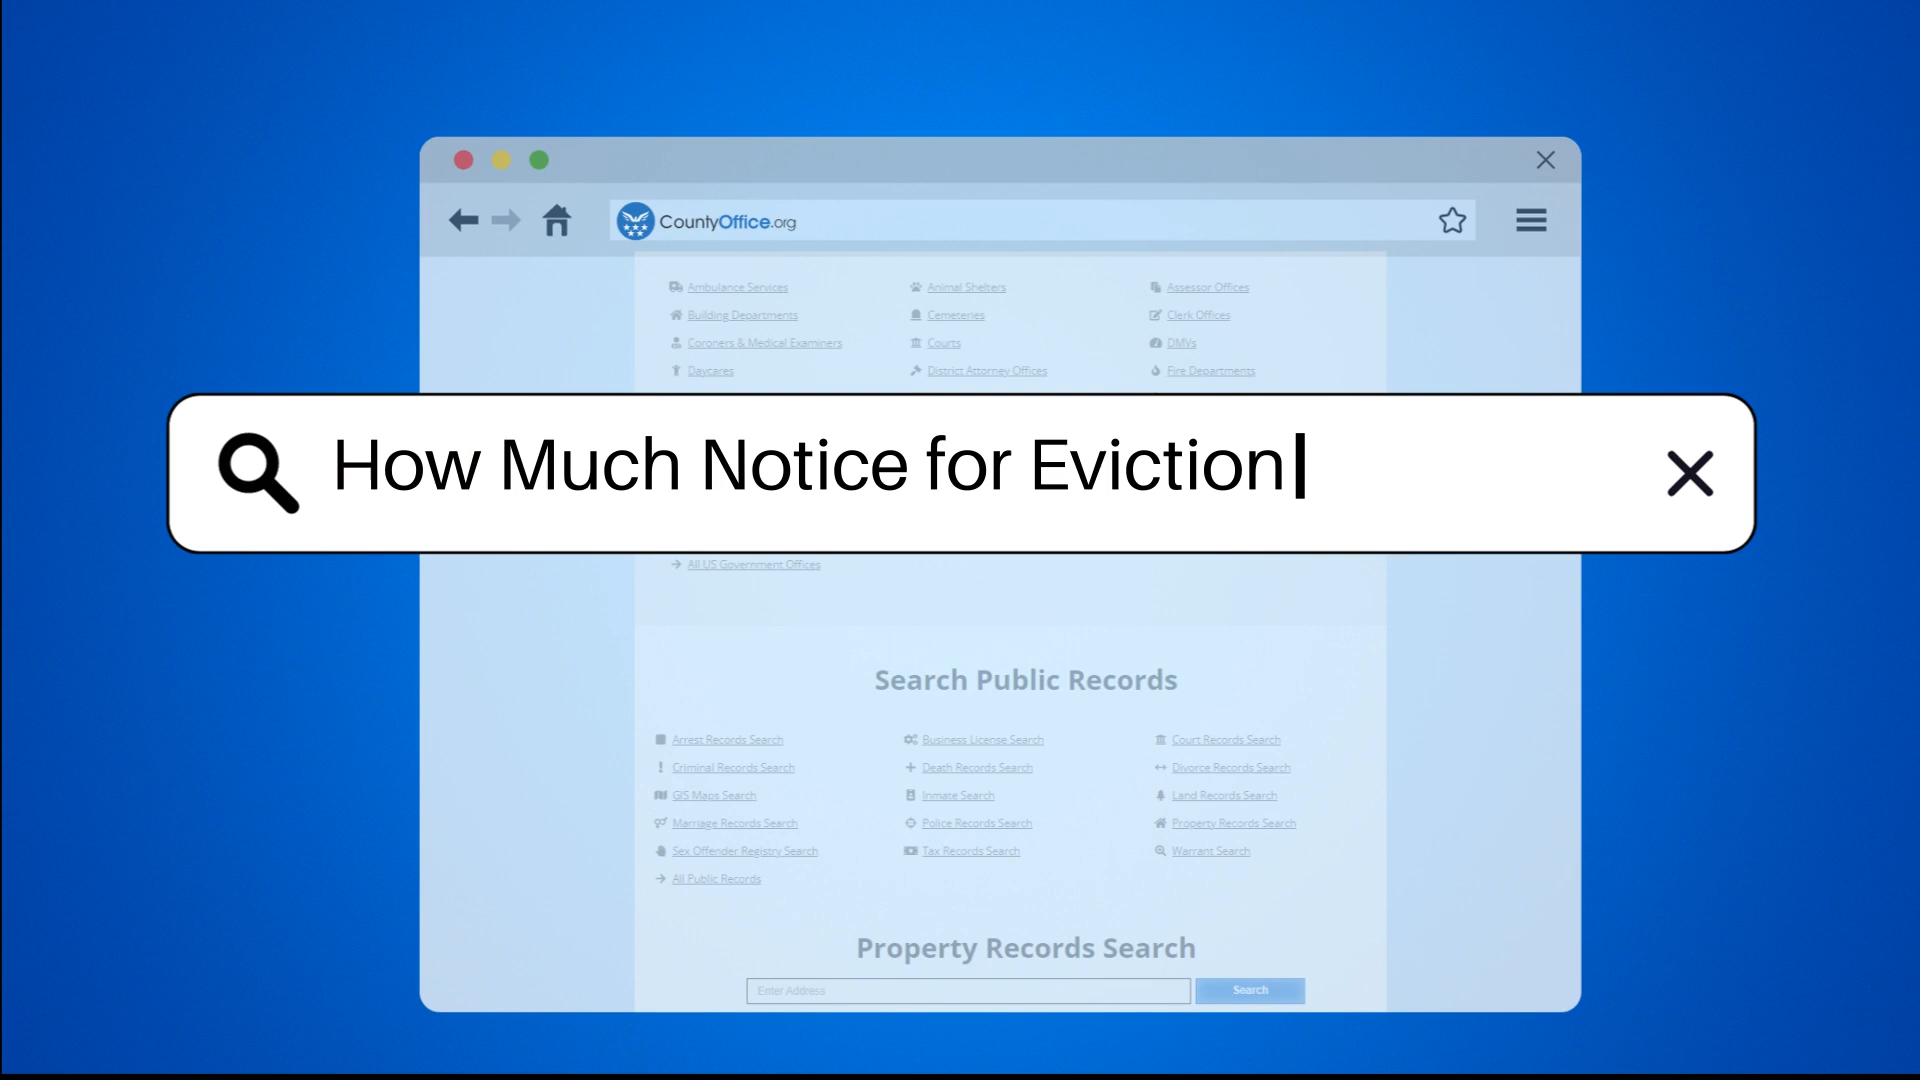 CountyOffice.org
Ambulance Services Animal Shelters Assessor Offices
Building Departments Cemeteries Clerk Offices
Coroners & Medical Examiners Courts DMVs
Daycares District Attorney Offices Fire Departments
How Much Notice for Eviction
All US Government Offices
Search Public Records
Arrest Records Search Business License Search Court Records Search
Criminal Records Search Death Records Search Divorce Records Search
GIS Maps Search Inmate Search Land Records Search
Marriage Records Search Police Records Search Property Records Search
Sex Offender Registry Search Tax Records Search Warrant Search
All Public Records
Property Records Search
Enter Address Search